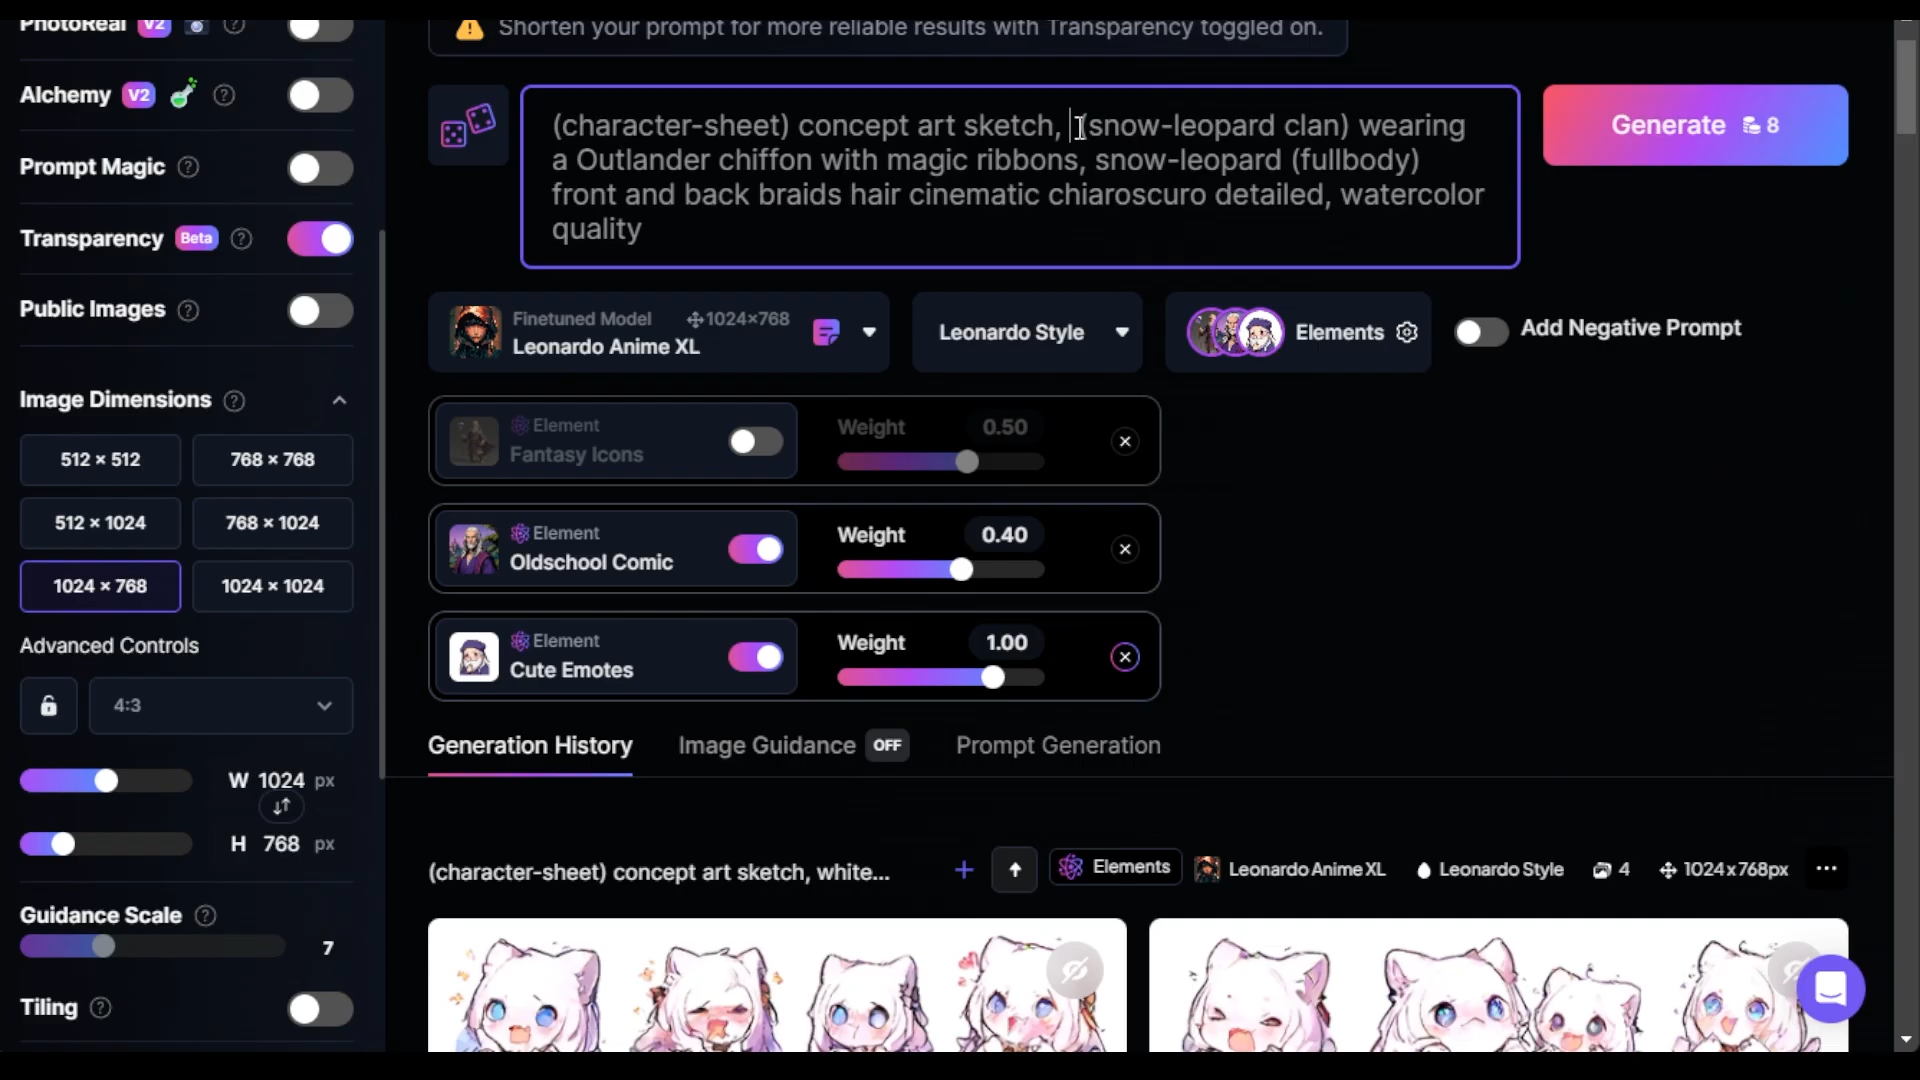 PhotoReal V2
Shorten your prompt for more reliable results with Transparency toggled on.
Alchemy V2
(character-sheet) concept art sketch, (snow-leopard clan) wearing
a Outlander chiffon with magic ribbons, snow-leopard (fullbody)
front and back braids hair cinematic chiaroscuro detailed, watercolor
quality
Generate 8
Prompt Magic
Transparency Beta
Public Images
Finetuned Model 1024×768
Leonardo Anime XL
Leonardo Style
Elements
Add Negative Prompt
Image Dimensions
512 × 512 768 × 768
512 × 1024 768 × 1024
1024 × 768 1024 × 1024
Element
Fantasy Icons
Weight 0.50
Element
Oldschool Comic
Weight 0.40
Element
Cute Emotes
Weight 1.00
Advanced Controls
4:3
W 1024 px
H 768 px
Guidance Scale
7
Tiling
Generation History Image Guidance OFF Prompt Generation
(character-sheet) concept art sketch, white... Elements Leonardo Anime XL Leonardo Style 4 1024x768px